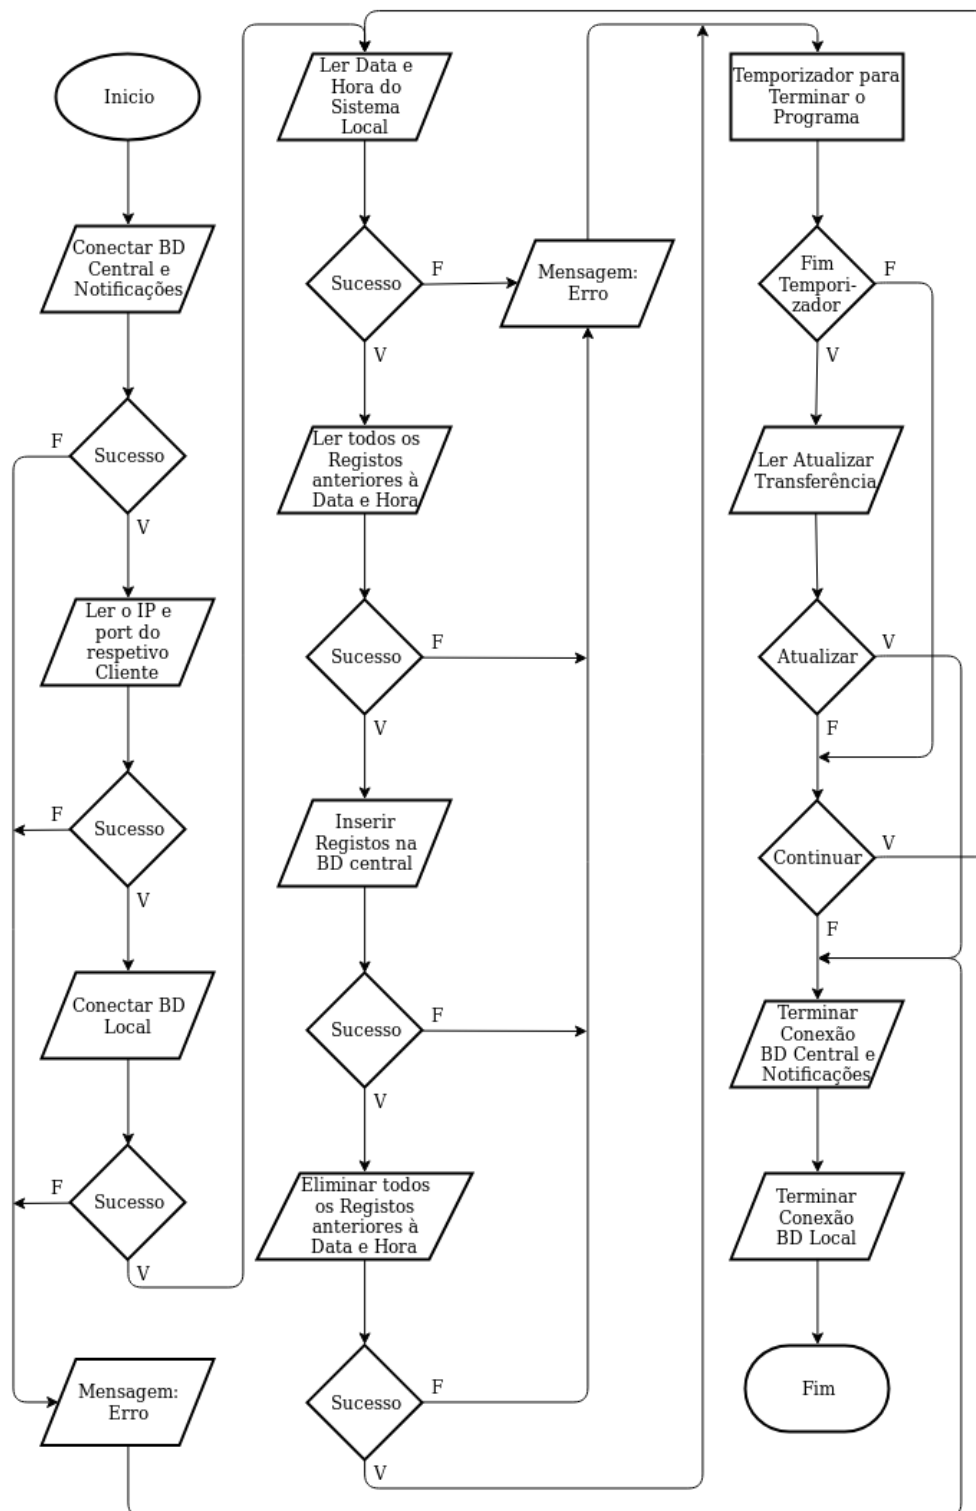 Inicio
Conectar BD
Central e
Notificações
Sucesso
F
V
Ler o IP e
port do
respetivo
Cliente
Sucesso
F
V
Conectar BD
Local
Sucesso
F
V
Mensagem:
Erro
Ler Data e
Hora do
Sistema
Local
Sucesso
F
V
Mensagem:
Erro
Ler todos os
Registos
anteriores à
Data e Hora
Sucesso
F
V
Inserir
Registos na
BD central
Sucesso
F
V
Eliminar todos
os Registos
anteriores à
Data e Hora
Sucesso
F
V
Temporizador para
Terminar o
Programa
Fim
Tempori-
zador
F
V
Ler Atualizar
Transferência
Atualizar
V
F
Continuar
V
F
Terminar
Conexão
BD Central e
Notificações
Terminar
Conexão
BD Local
Fim